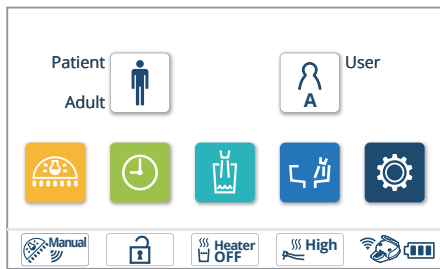 Patient
User
Adult
A
Manual
Heater
OFF
High